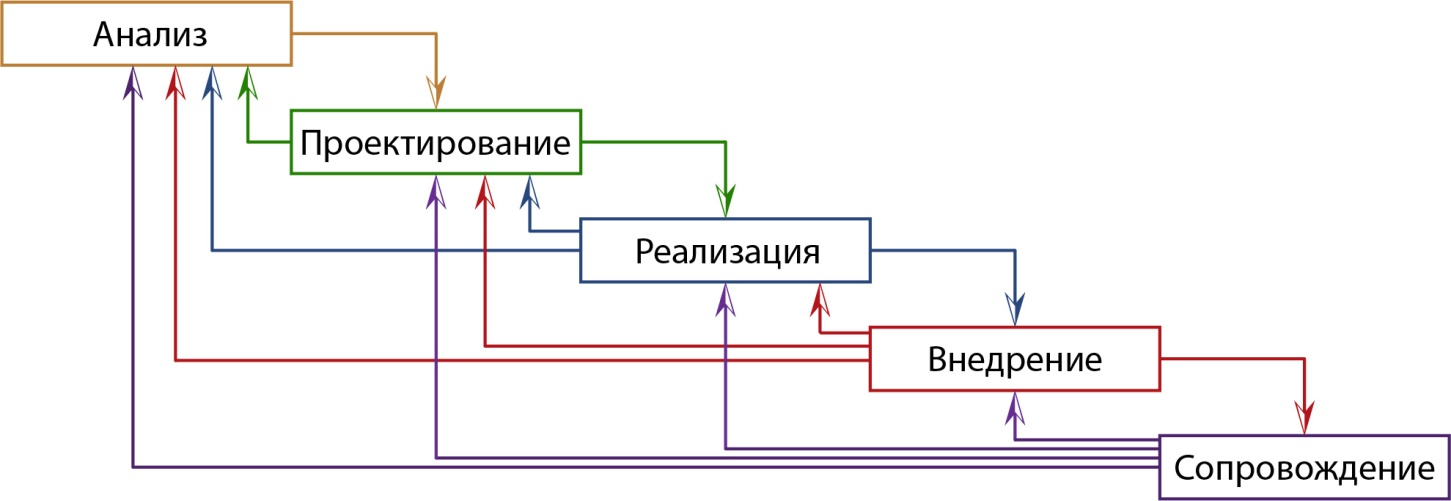 Анализ
Проектирование
Реализация
Внедрение
Сопровождение